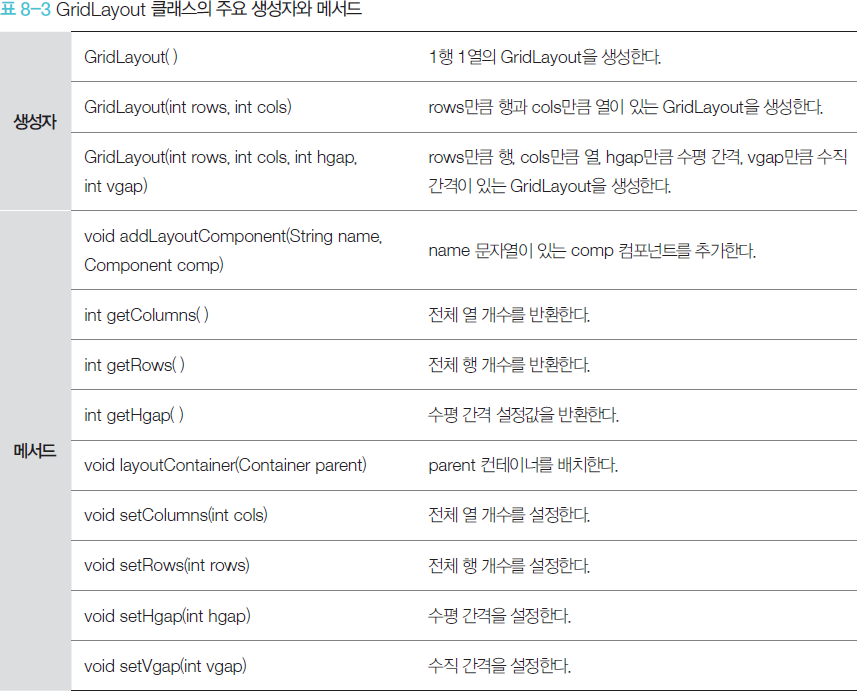 표 8-3 GridLayout 클래스의 주요 생성자와 메서드
생성자
GridLayout( )
1행 1열의 GridLayout을 생성한다.
GridLayout(int rows, int cols)
rows만큼 행과 cols만큼 열이 있는 GridLayout을 생성한다.
GridLayout(int rows, int cols, int hgap,
int vgap)
rows만큼 행, cols만큼 열, hgap만큼 수평 간격, vgap만큼 수직
간격이 있는 GridLayout을 생성한다.
메서드
void addLayoutComponent(String name,
Component comp)
name 문자열이 있는 comp 컴포넌트를 추가한다.
int getColumns( )
전체 열 개수를 반환한다.
int getRows( )
전체 행 개수를 반환한다.
int getHgap( )
수평 간격 설정값을 반환한다.
void layoutContainer(Container parent)
parent 컨테이너를 배치한다.
void setColumns(int cols)
전체 열 개수를 설정한다.
void setRows(int rows)
전체 행 개수를 설정한다.
void setHgap(int hgap)
수평 간격을 설정한다.
void setVgap(int vgap)
수직 간격을 설정한다.